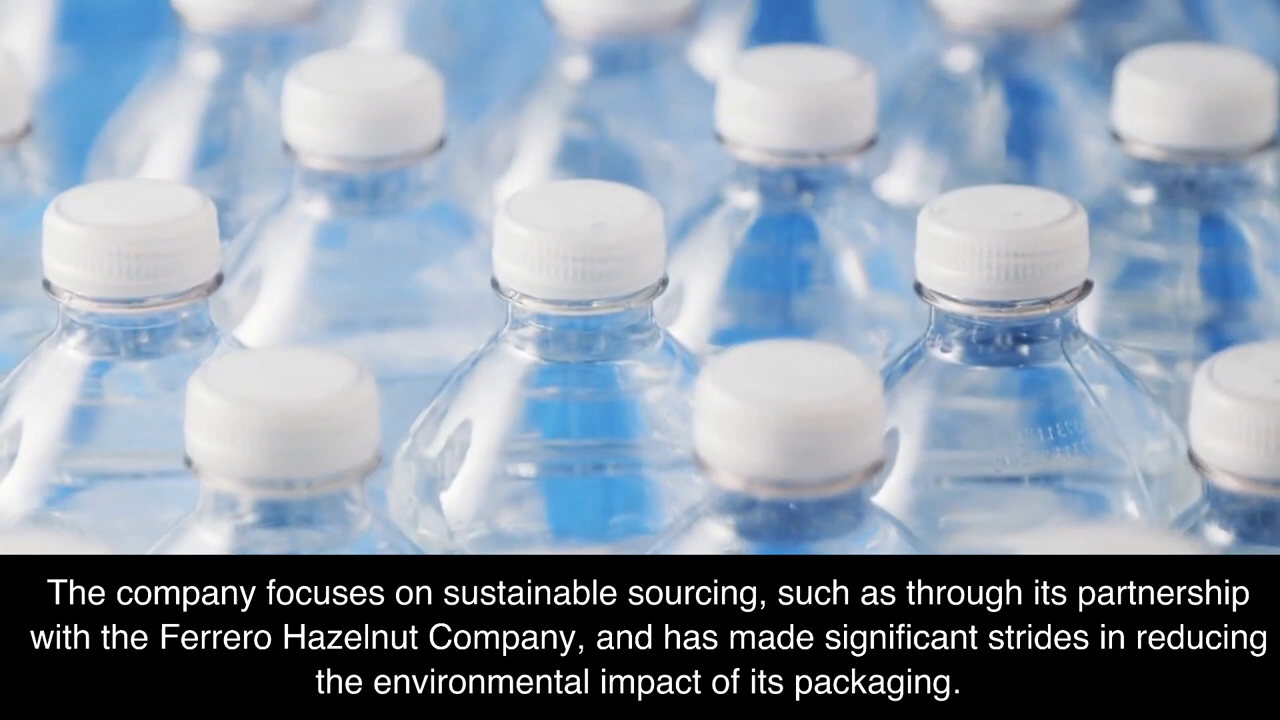 The company focuses on sustainable sourcing, such as through its partnership
with the Ferrero Hazelnut Company, and has made significant strides in reducing
the environmental impact of its packaging.